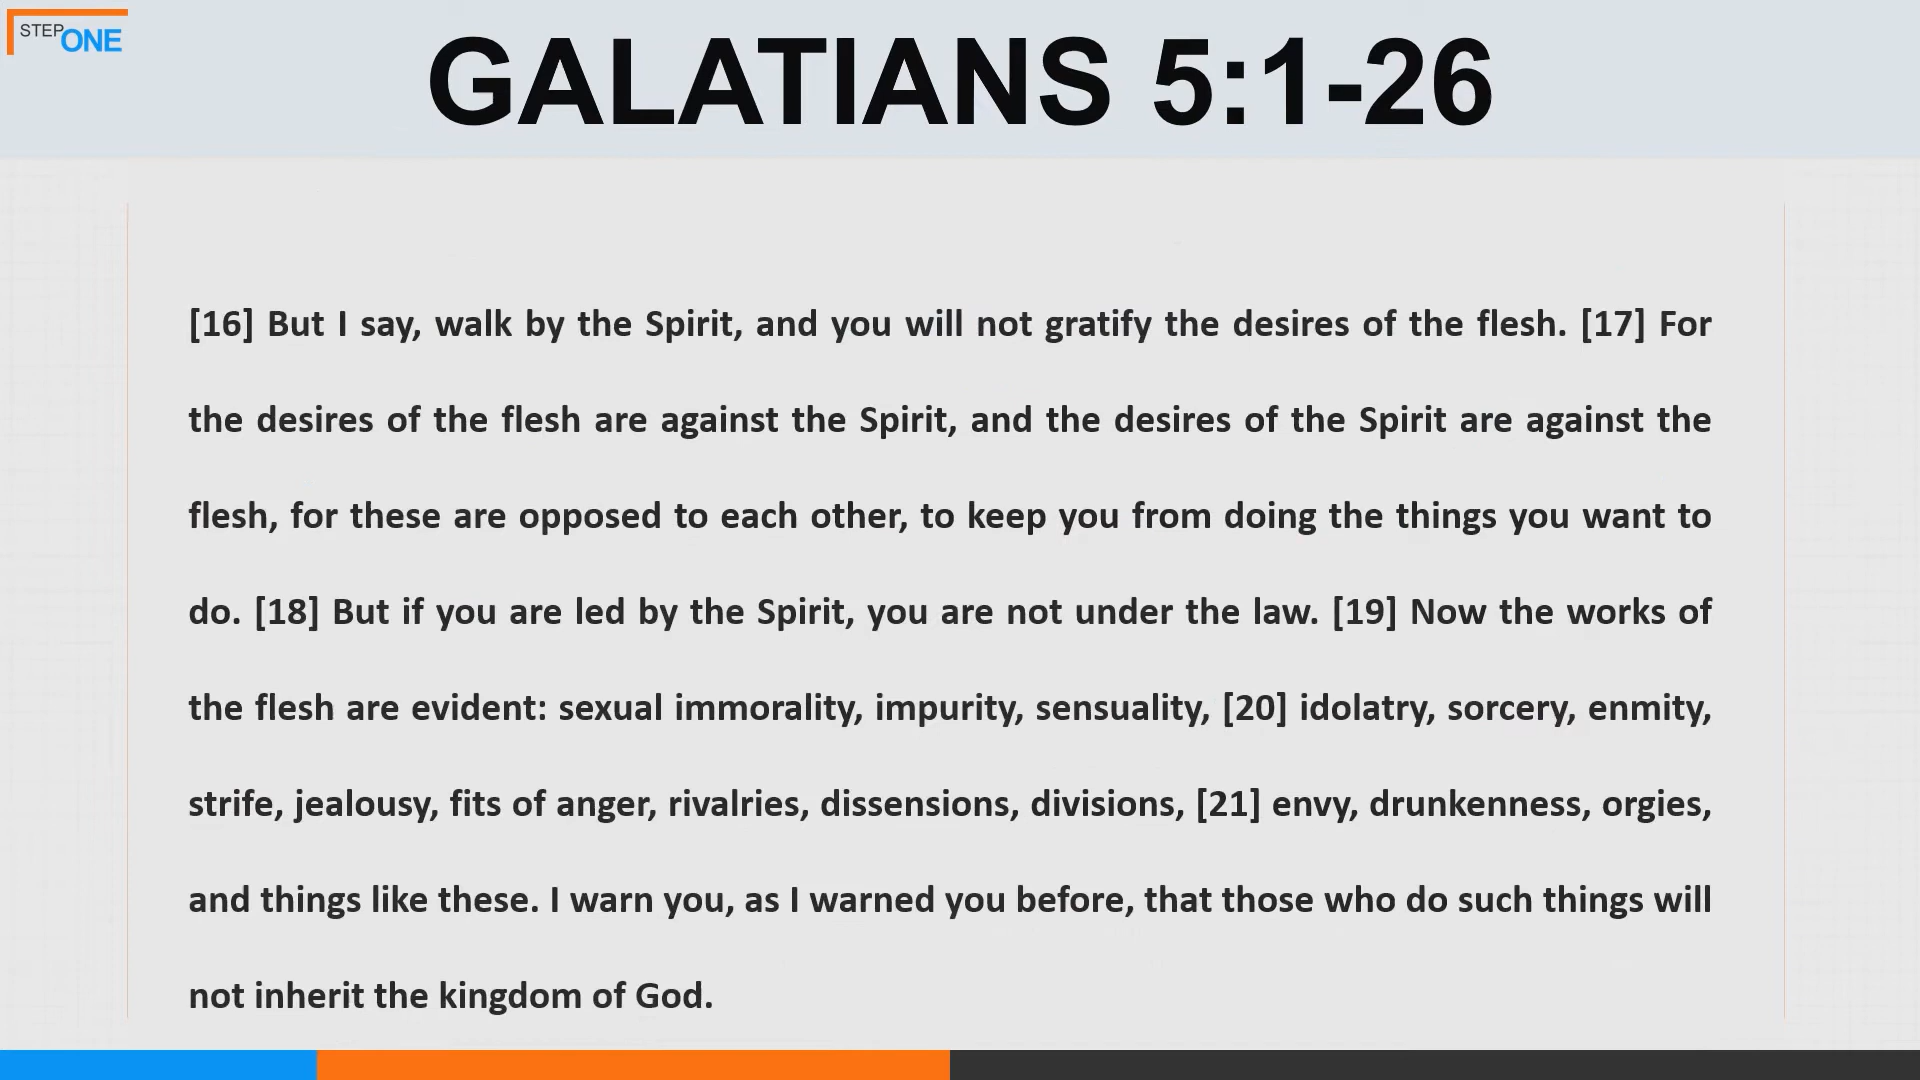 STEP ONE
GALATIANS 5:1-26
[16] But I say, walk by the Spirit, and you will not gratify the desires of the flesh. [17] For
the desires of the flesh are against the Spirit, and the desires of the Spirit are against the
flesh, for these are opposed to each other, to keep you from doing the things you want to
do. [18] But if you are led by the Spirit, you are not under the law. [19] Now the works of
the flesh are evident: sexual immorality, impurity, sensuality, [20] idolatry, sorcery, enmity,
strife, jealousy, fits of anger, rivalries, dissensions, divisions, [21] envy, drunkenness, orgies,
and things like these. I warn you, as I warned you before, that those who do such things will
not inherit the kingdom of God.